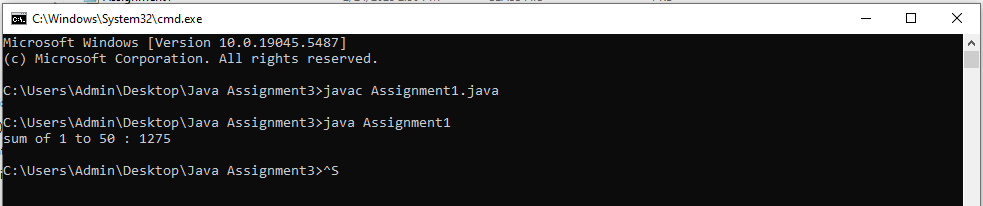 C:\Windows\System32\cmd.exe
Microsoft Windows [Version 10.0.19045.5487]
(c) Microsoft Corporation. All rights reserved.
C:\Users\Admin\Desktop\Java Assignment3>javac Assignment1.java
C:\Users\Admin\Desktop\Java Assignment3>java Assignment1
sum of 1 to 50 : 1275
C:\Users\Admin\Desktop\Java Assignment3>^S